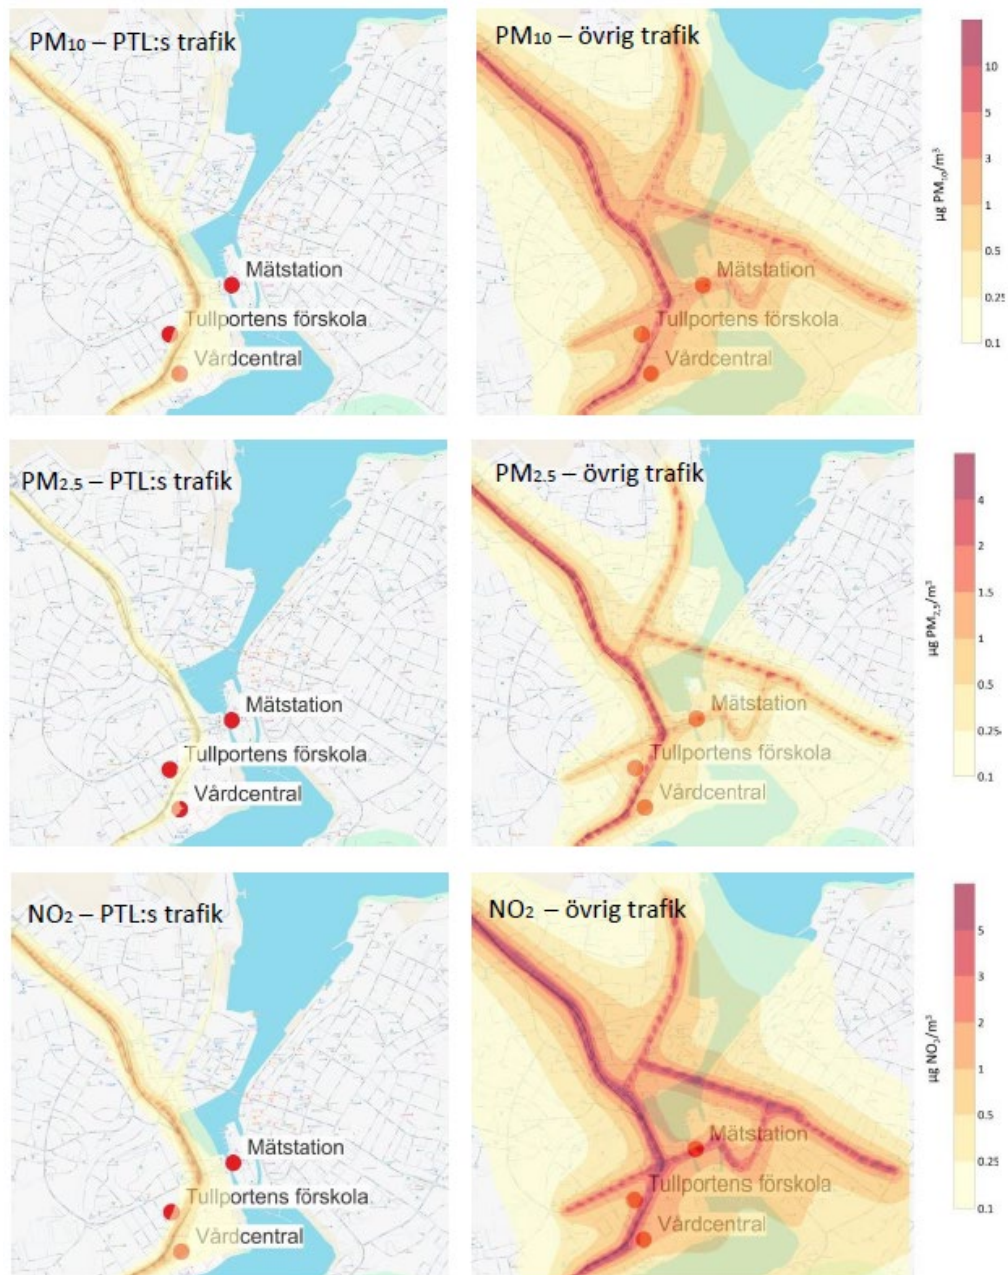 PM10 – PTL:s trafik
Mätstation
Tullportens förskola
Vårdcentral
PM10 – övrig trafik
Mätstation
Tullportens förskola
Vårdcentral
10
5
3
1
0.5
0.25
0.1
µg PM10/m³
PM2.5 – PTL:s trafik
Mätstation
Tullportens förskola
Vårdcentral
PM2.5 – övrig trafik
Mätstation
Tullportens förskola
Vårdcentral
4
2
1.5
1
0.5
0.25
0.1
µg PM2,5/m³
NO2 – PTL:s trafik
Mätstation
Tullportens förskola
Vårdcentral
NO2 – övrig trafik
Mätstation
Tullportens förskola
Vårdcentral
5
3
2
1
0.5
0.25
0.1
µg NO2/m³